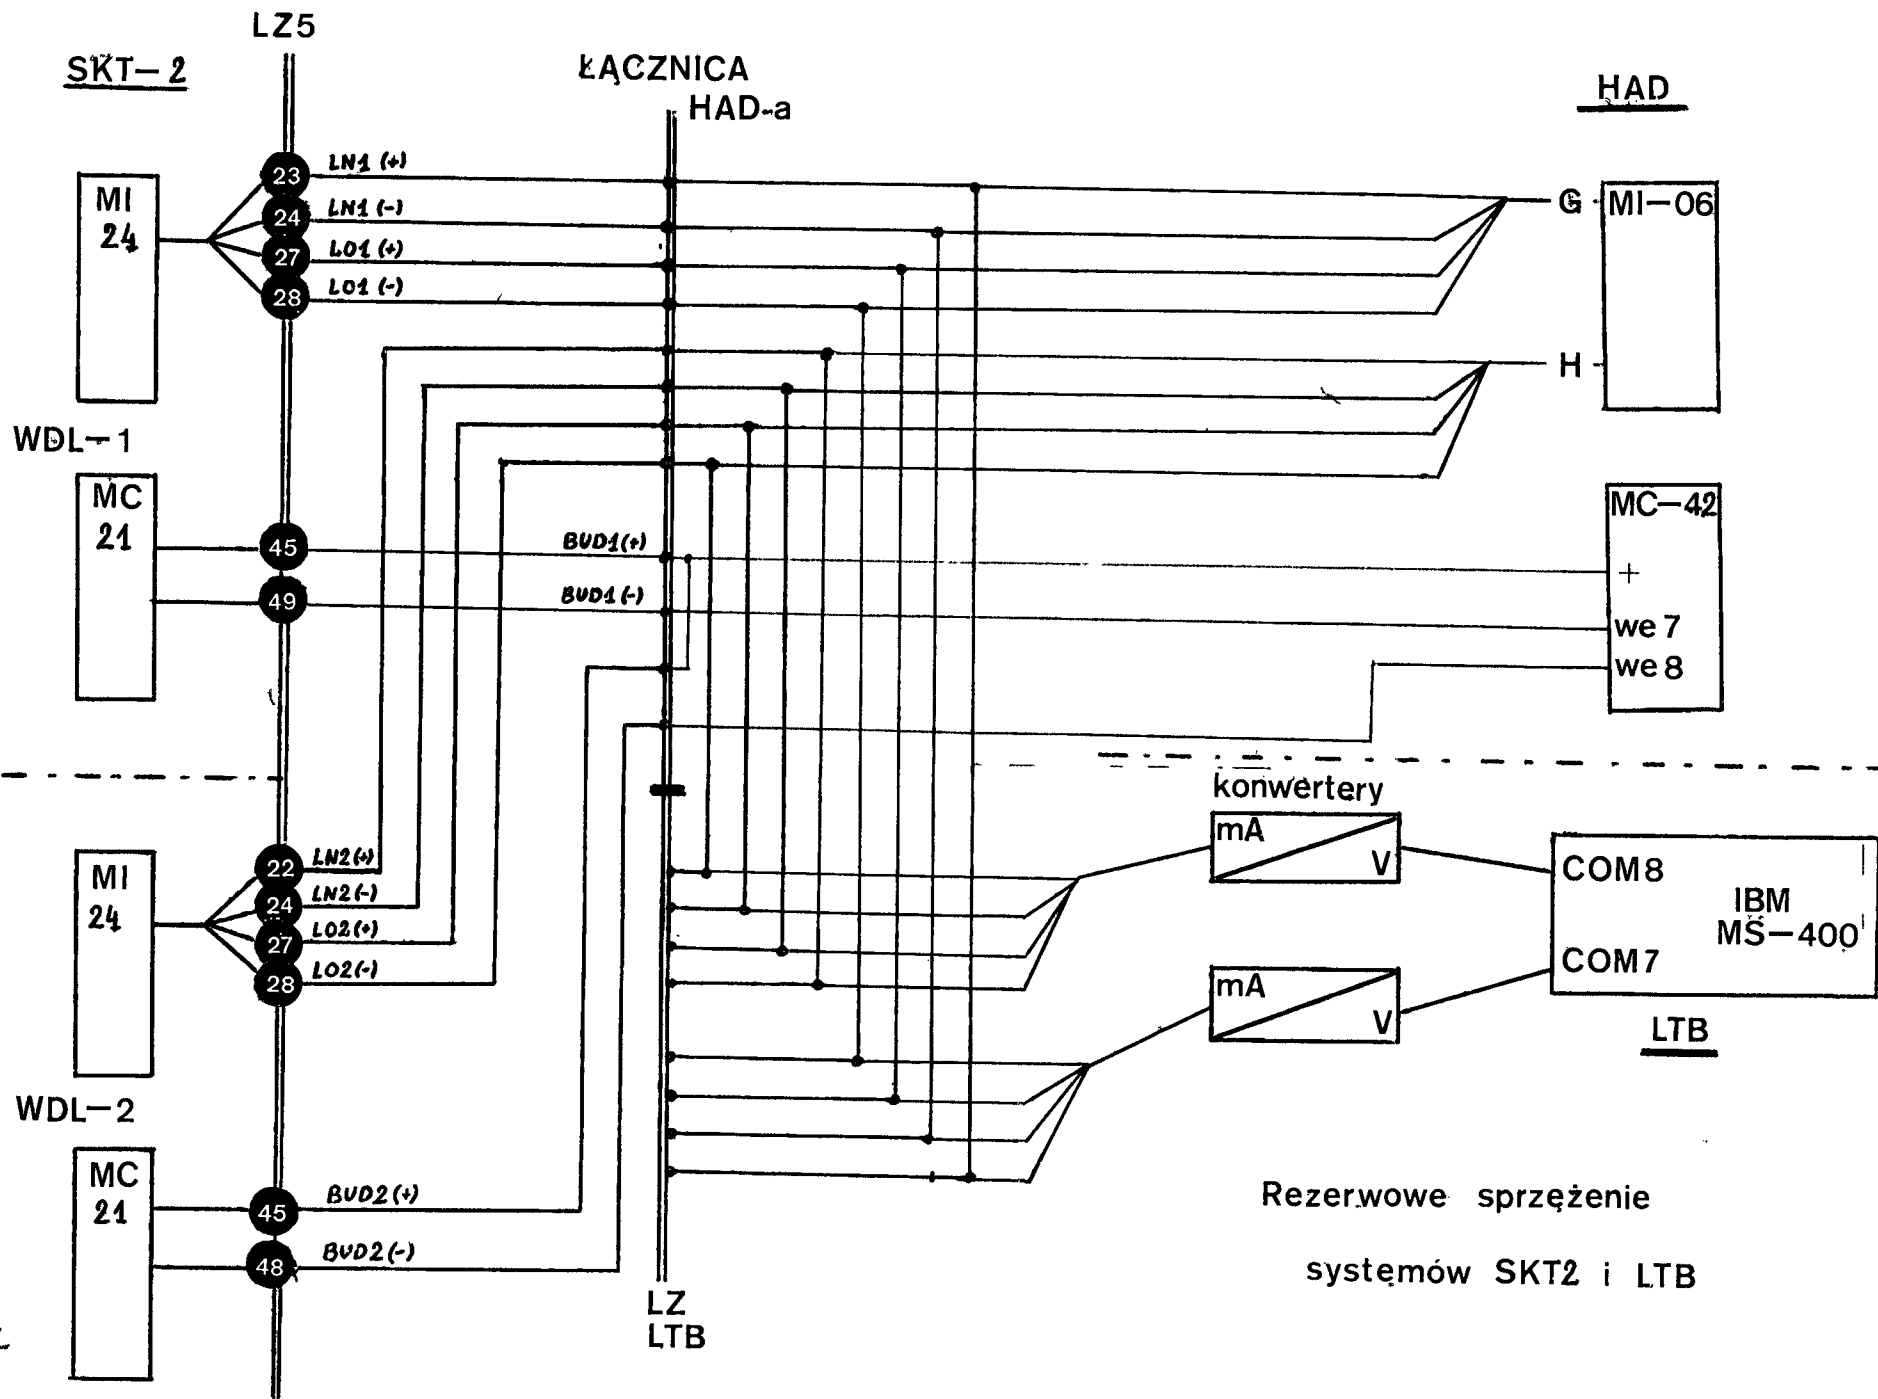 LZ5
SKT-2
ŁĄCZNICA
HAD-a
HAD
MI
24
23
24
27
28
LN1 (+)
LN1 (-)
LO1 (+)
LO1 (-)
G
MI-06
H
WDL-1
MC
21
45
49
BUD1(+)
BUD1(-)
MC-42
+
we 7
we 8
konwertery
mA
V
COM8
IBM
MS-400
COM7
mA
V
LTB
MI
24
22
24
27
28
LN2(+)
LN2(-)
LO2(+)
LO2(-)
WDL-2
MC
21
45
48
BUD2(+)
BUD2(-)
LZ
LTB
Rezerwowe sprzężenie
systemów SKT2 i LTB